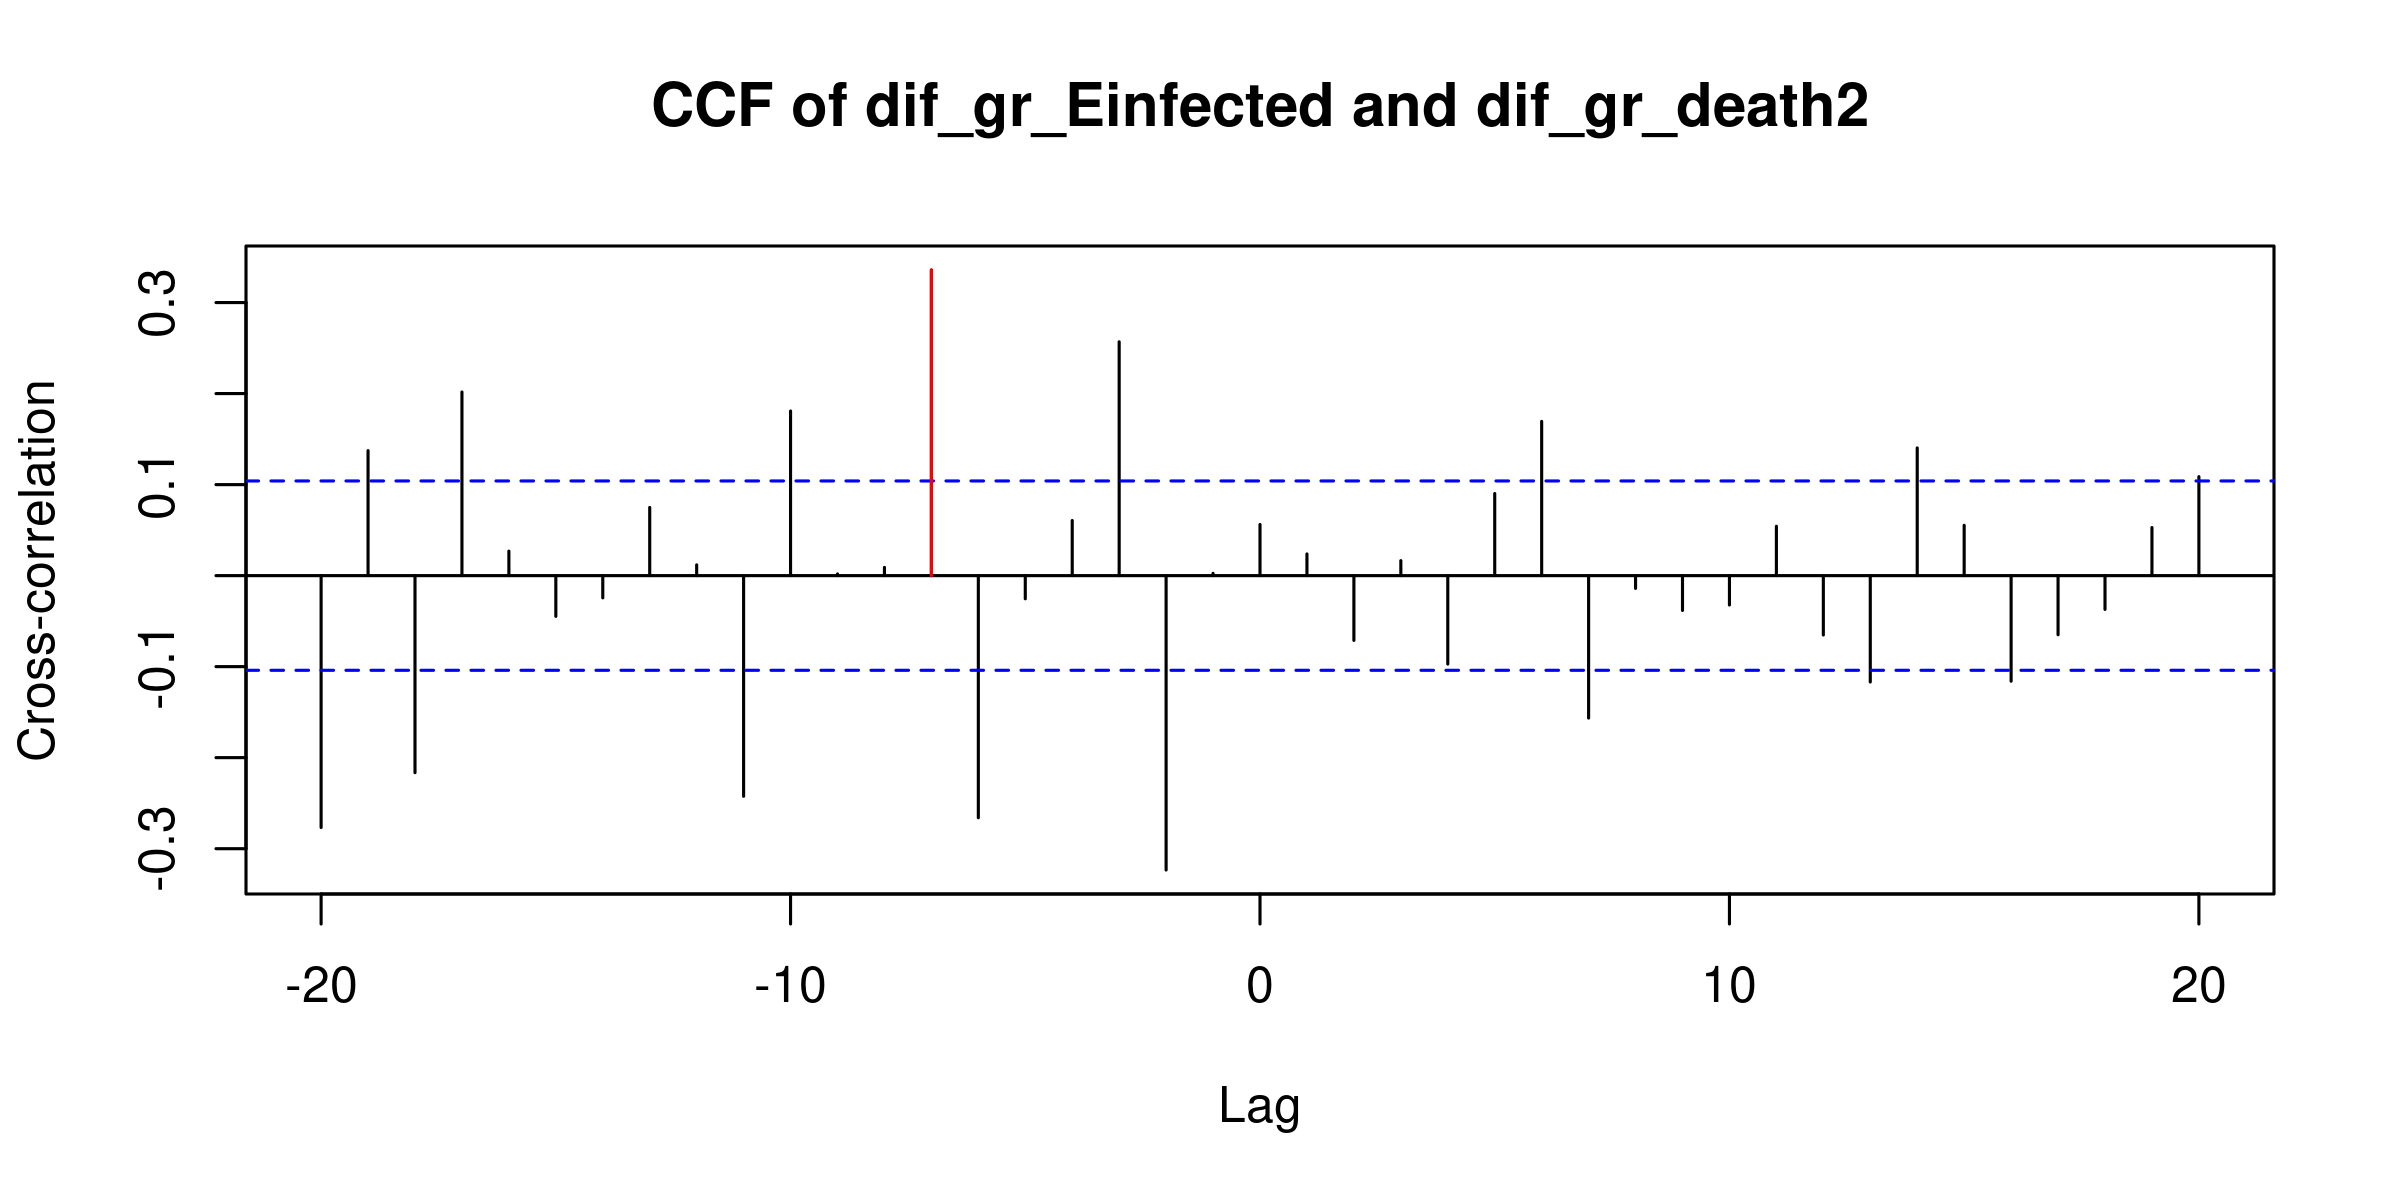 CCF of dif_gr_Einfected and dif_gr_death2
Cross-correlation
0.3
0.1
-0.1
-0.3
-20 -10 0 10 20
Lag